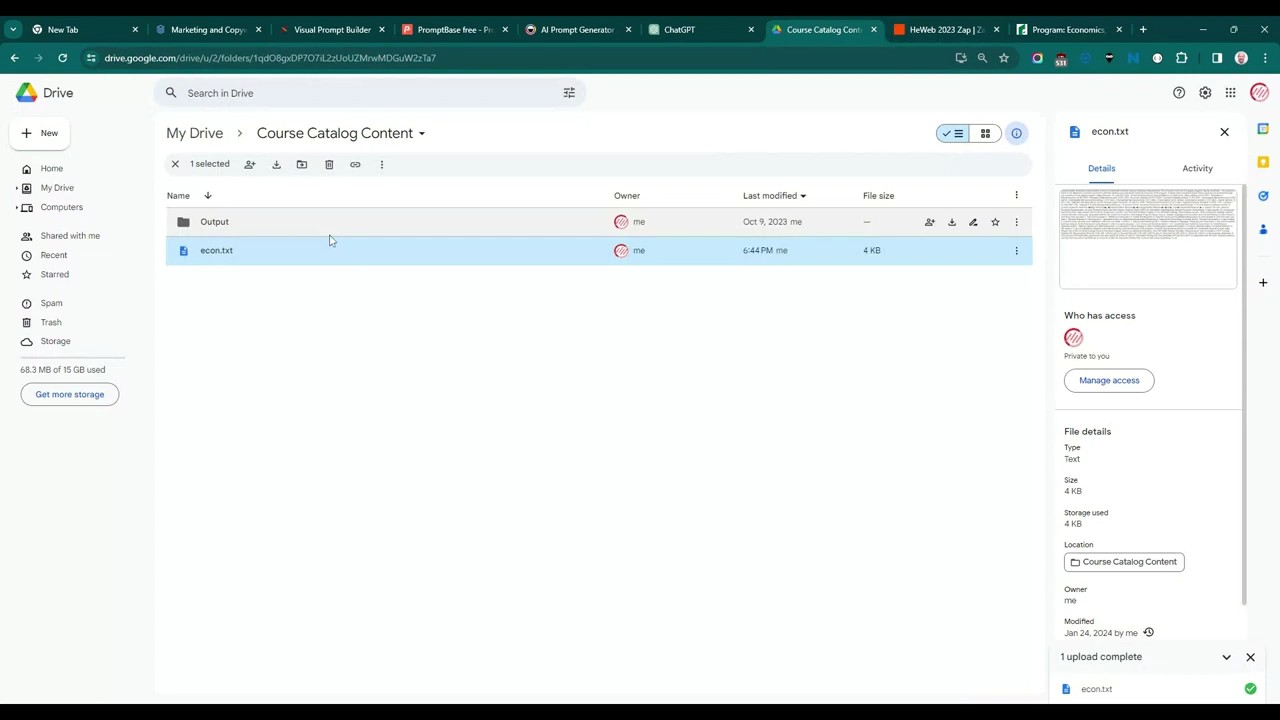 New Tab
Marketing and Copy
Visual Prompt Builder
PromptBase free - Pr
AI Prompt Generator
ChatGPT
Course Catalog Cont
HeWeb 2023 Zap | Za
Program: Economics,
drive.google.com/drive/u/2/folders/1qdO8gxDP7O7iL2zUoUZMrwMDGuW2zTa7
531
Drive
Search in Drive
New
My Drive
Course Catalog Content
econ.txt
1 selected
Details
Activity
Home
My Drive
Computers
Shared with me
Recent
Starred
Spam
Trash
Storage
68.3 MB of 15 GB used
Get more storage
Name
Owner
Last modified
File size
Output
me
Oct 9, 2023 me
—
econ.txt
me
6:44 PM me
4 KB
Who has access
Private to you
Manage access
File details
Type
Text
Size
4 KB
Storage used
4 KB
Location
Course Catalog Content
Owner
me
Modified
Jan 24, 2024 by me
1 upload complete
econ.txt